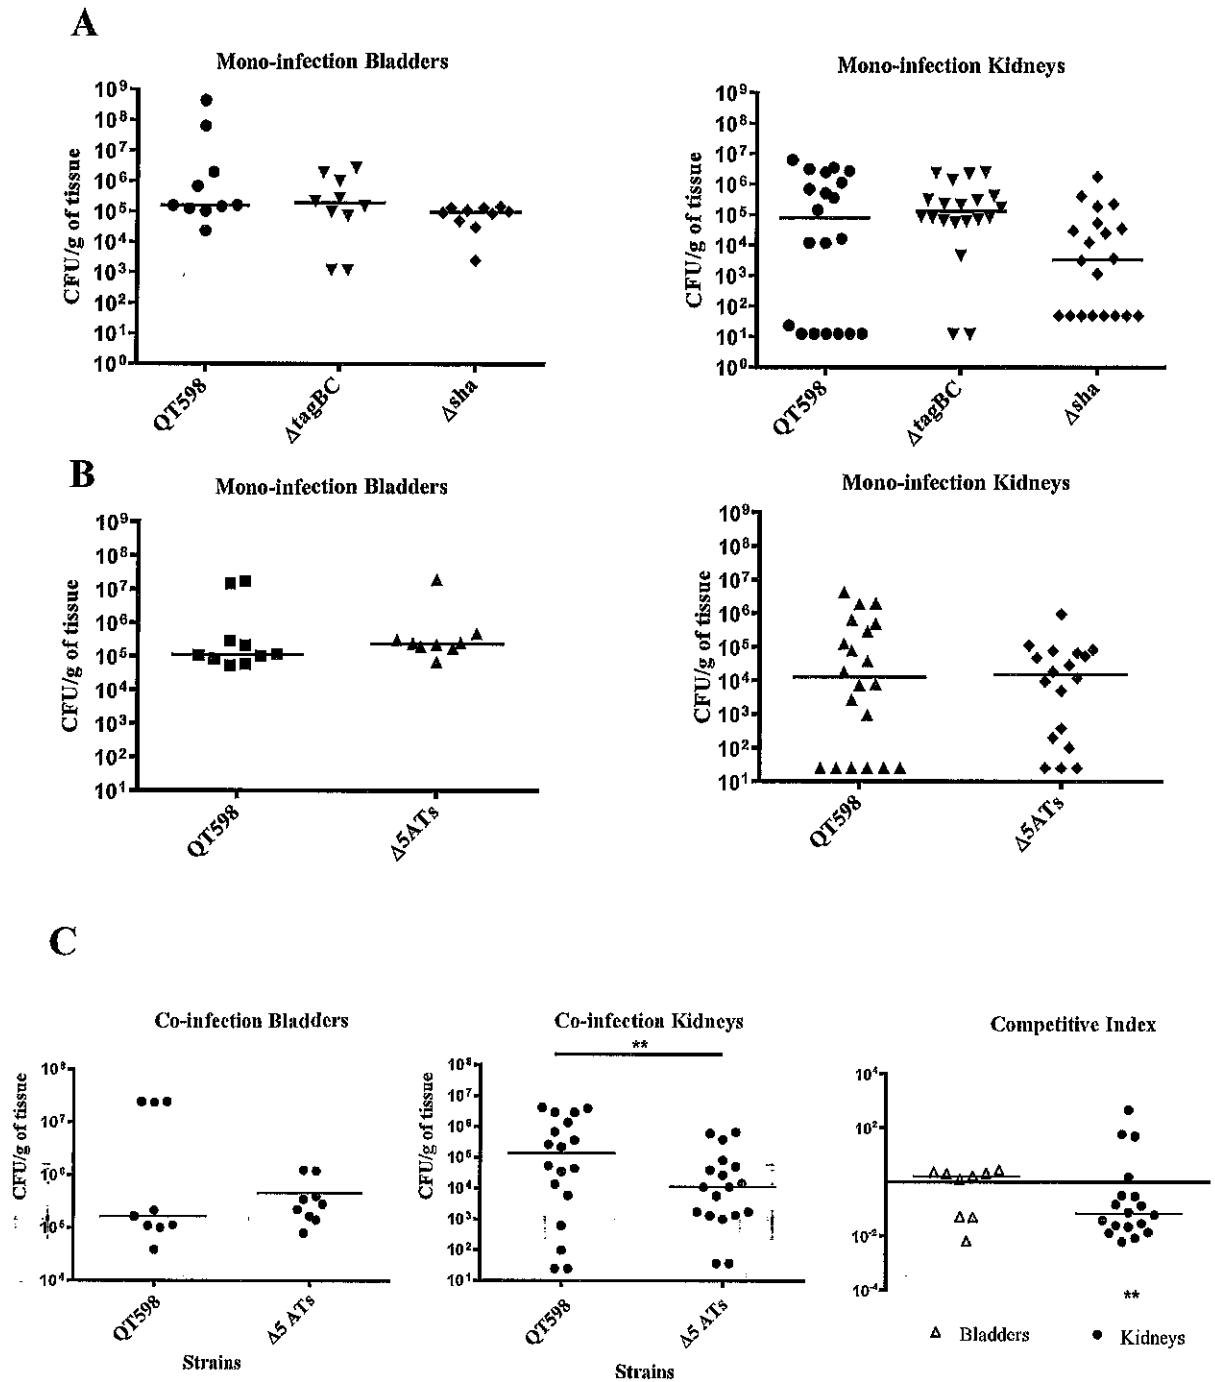 A
Mono-infection Bladders
CFU/g of tissue
10⁹
10⁸
10⁷
10⁶
10⁵
10⁴
10³
10²
10¹
10⁰
QT598
ΔtagBC
Δsha
Mono-infection Kidneys
CFU/g of tissue
10⁹
10⁸
10⁷
10⁶
10⁵
10⁴
10³
10²
10¹
10⁰
QT598
ΔtagBC
Δsha
B
Mono-infection Bladders
CFU/g of tissue
10⁹
10⁸
10⁷
10⁶
10⁵
10⁴
10³
10²
10¹
QT598
Δ5ATs
Mono-infection Kidneys
CFU/g of tissue
10⁹
10⁸
10⁷
10⁶
10⁵
10⁴
10³
10²
10¹
QT598
Δ5ATs
C
Co-infection Bladders
CFU/g of tissue
10⁸
10⁷
10⁶
10⁵
10⁴
QT598
Δ5 ATs
Strains
Co-infection Kidneys
**
CFU/g of tissue
10⁸
10⁷
10⁶
10⁵
10⁴
10³
10²
10¹
QT598
Δ5 ATs
Strains
Competitive Index
10⁴
10²
10⁻²
10⁻⁴
**
Bladders
Kidneys